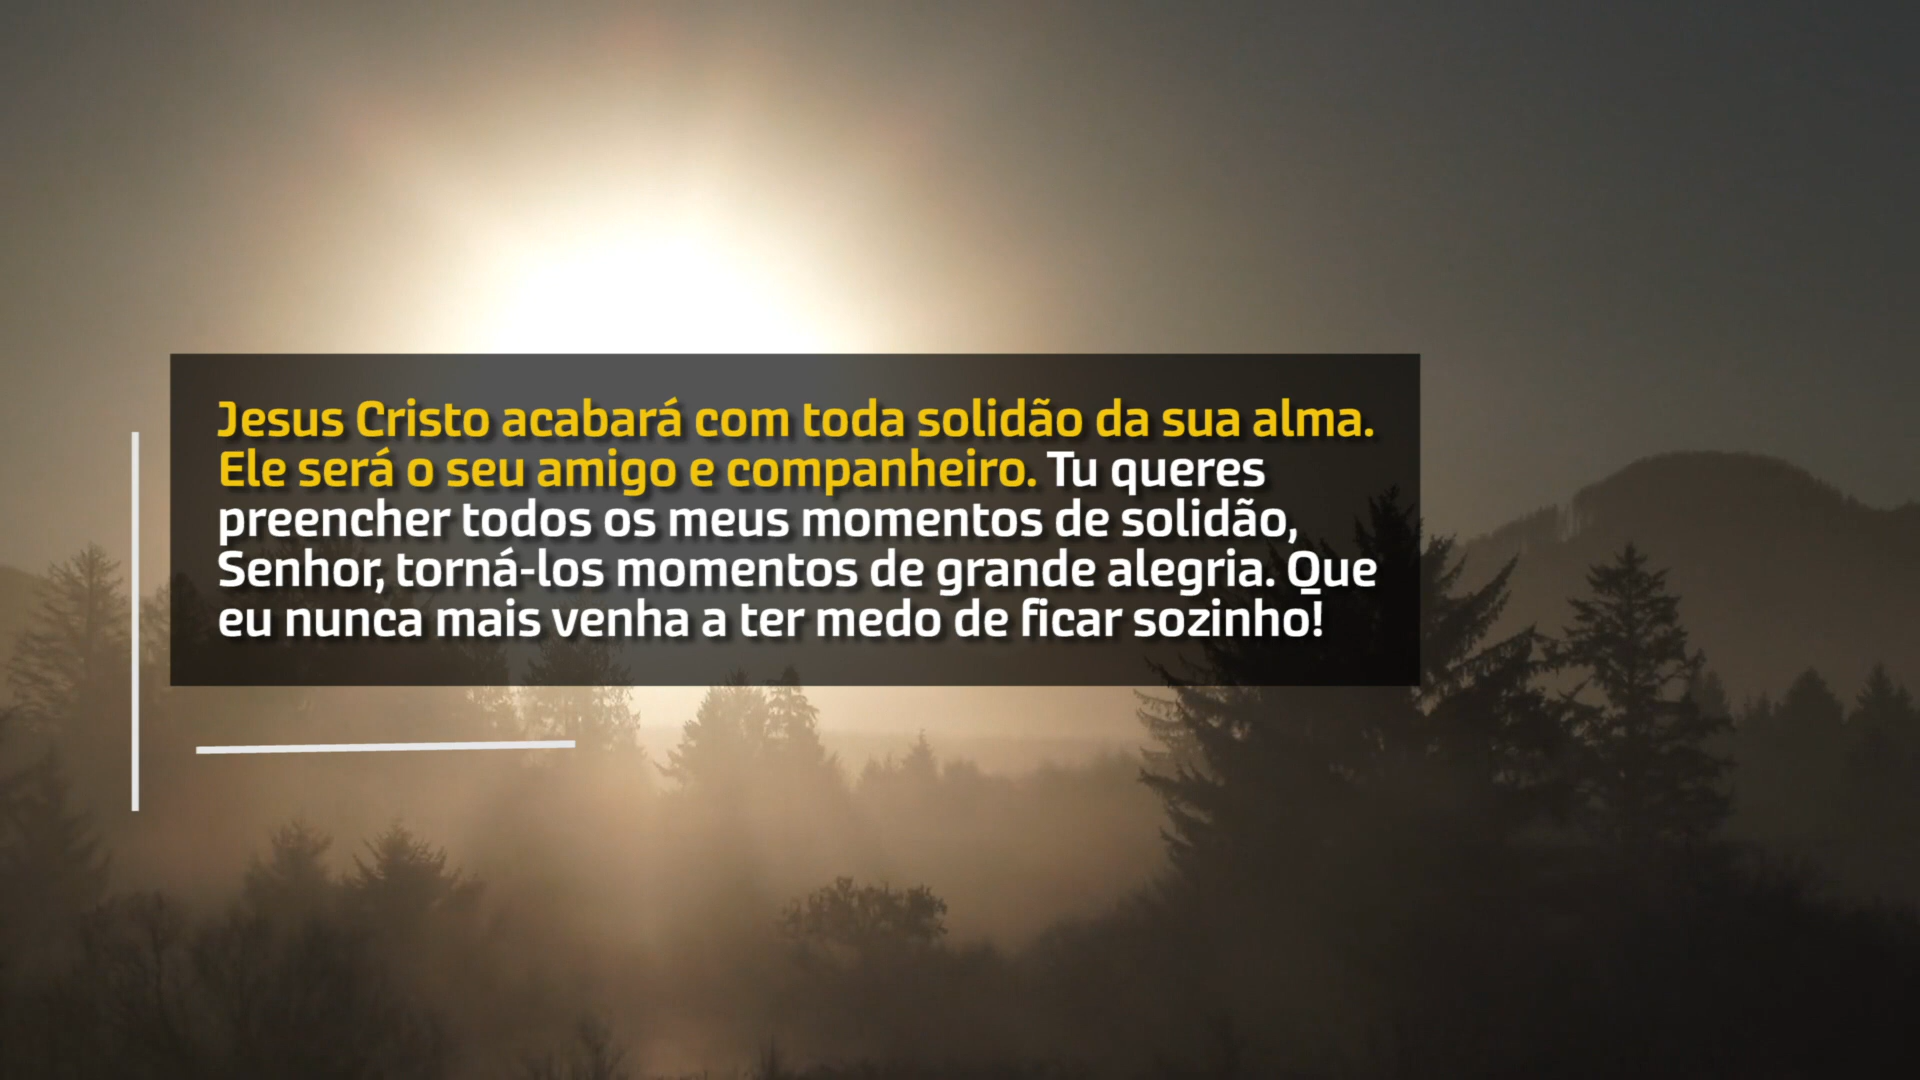 Jesus Cristo acabará com toda solidão da sua alma.
Ele será o seu amigo e companheiro. Tu queres
preencher todos os meus momentos de solidão,
Senhor, torná-los momentos de grande alegria. Que
eu nunca mais venha a ter medo de ficar sozinho!